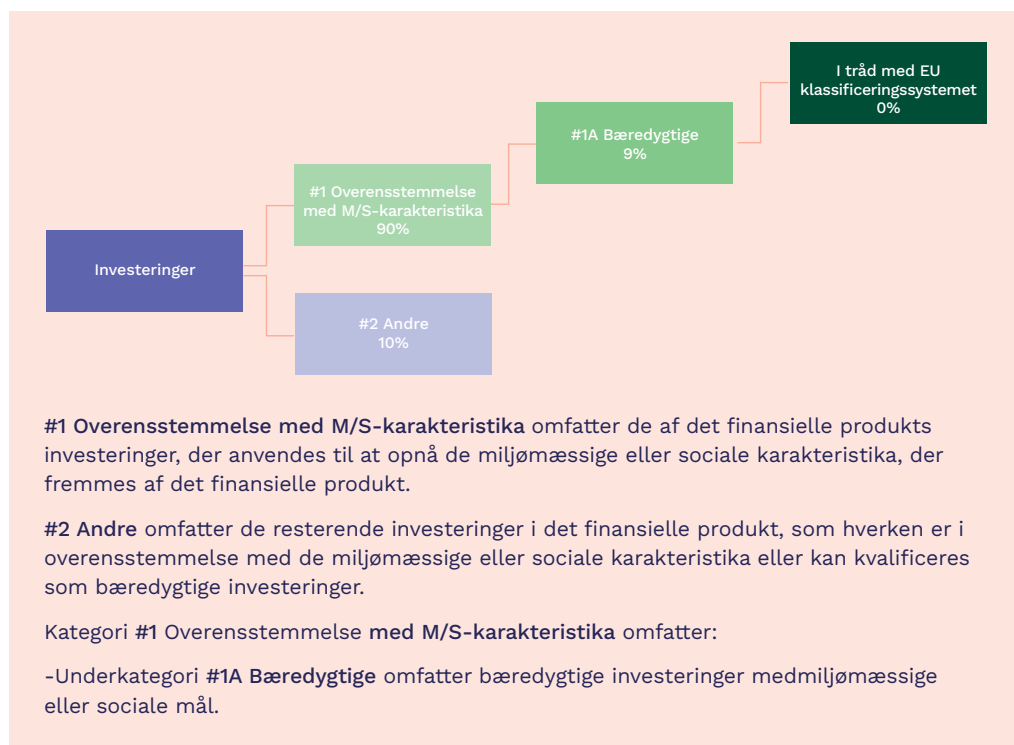 I tråd med EU
klassificeringssystemet
0%
#1A Bæredygtige
9%
#1 Overensstemmelse
med M/S-karakteristika
90%
Investeringer
#2 Andre
10%
#1 Overensstemmelse med M/S-karakteristika omfatter de af det finansielle produkts
investeringer, der anvendes til at opnå de miljømæssige eller sociale karakteristika, der
fremmes af det finansielle produkt.
#2 Andre omfatter de resterende investeringer i det finansielle produkt, som hverken er i
overensstemmelse med de miljømæssige eller sociale karakteristika eller kan kvalificeres
som bæredygtige investeringer.
Kategori #1 Overensstemmelse med M/S-karakteristika omfatter:
-Underkategori #1A Bæredygtige omfatter bæredygtige investeringer medmiljømæssige
eller sociale mål.